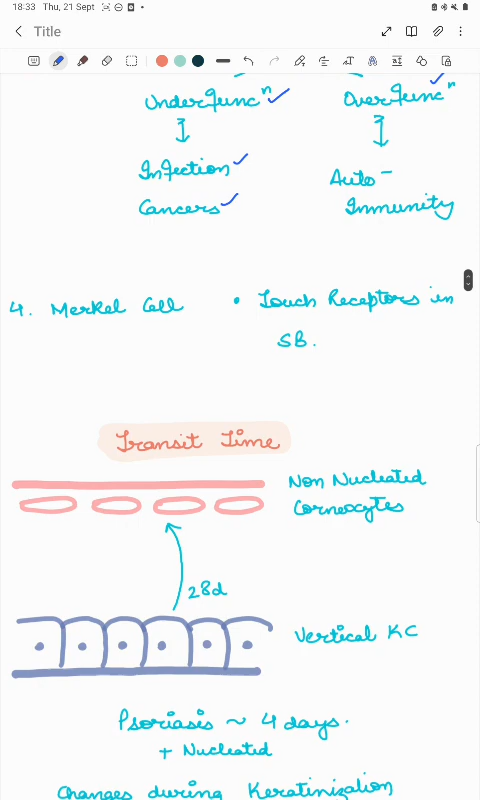 18:33 Thu, 21 Sept
Title
Underfuncⁿ
Overfuncⁿ
Infection
Cancers
Auto-
Immunity
4. Merkel Cell
• Touch Receptors in
SB.
Transit Time
Non Nucleated
Corneocytes
28d
Vertical KC
Psoriasis ~ 4 days.
+ Nucleated
Changes during Keratinization